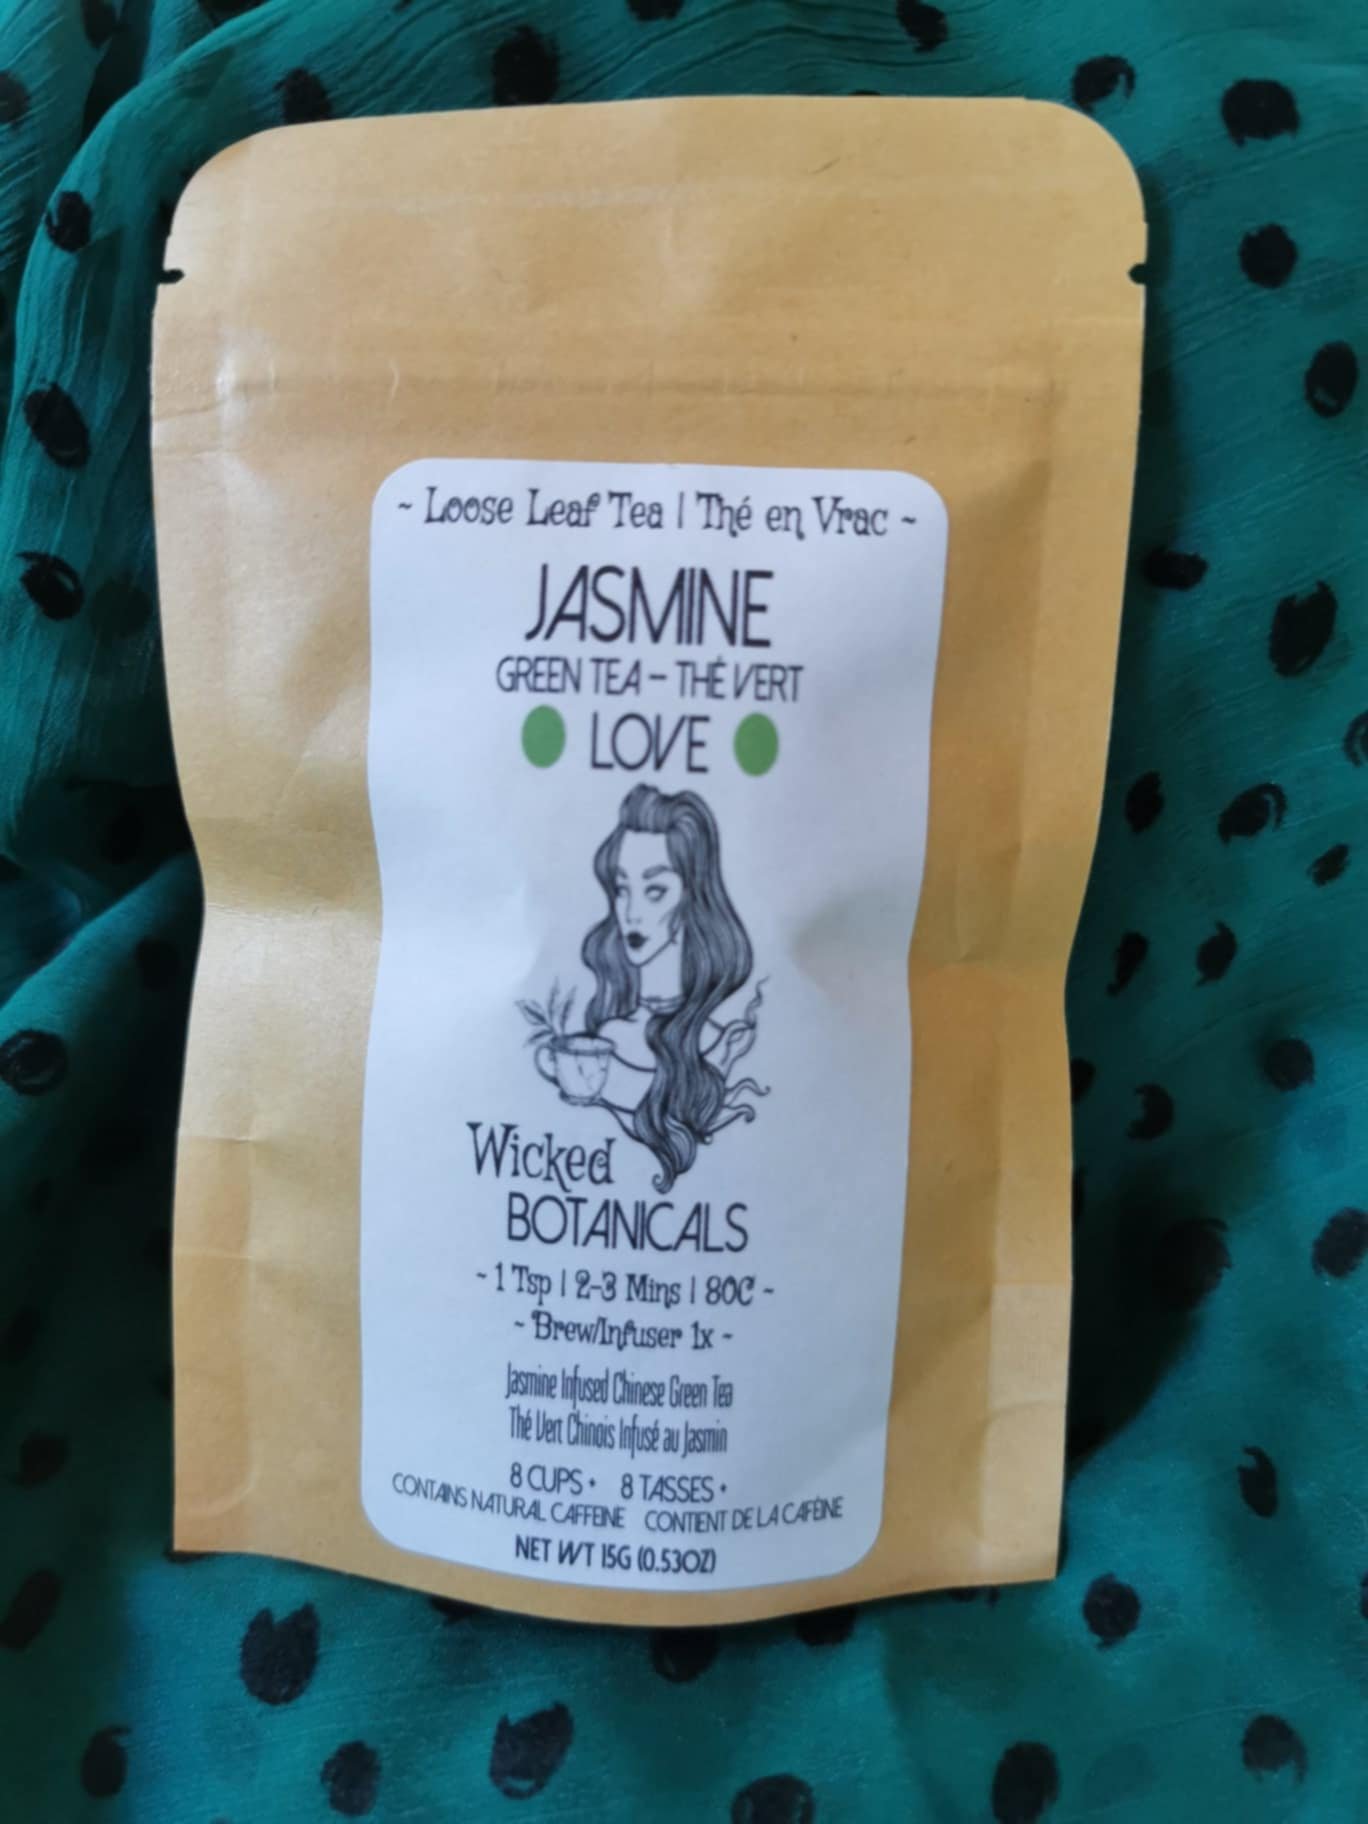 ~ Loose Leaf Tea | Thé en Vrac ~
JASMINE
GREEN TEA - THÉ VERT
LOVE
Wicked
BOTANICALS
~ 1 Tsp | 2-3 Mins | 80C ~
~ Brew/Infuser 1x ~
Jasmine Infused Chinese Green Tea
Thé Vert Chinois Infusé au Jasmin
8 CUPS + 8 TASSES +
CONTAINS NATURAL CAFFEINE CONTIENT DE LA CAFÉINE
NET WT 15G (0.53OZ)